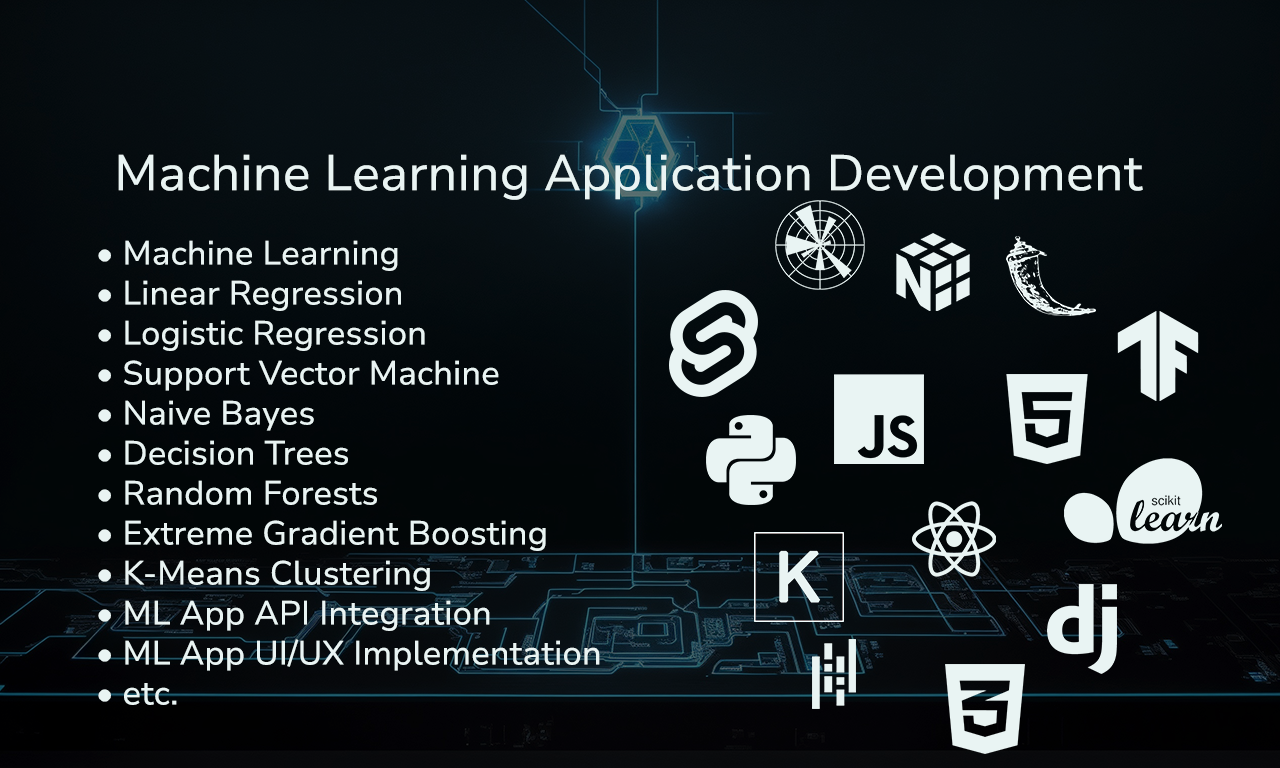 Machine Learning Application Development
• Machine Learning
• Linear Regression
• Logistic Regression
• Support Vector Machine
• Naive Bayes
• Decision Trees
• Random Forests
• Extreme Gradient Boosting
• K-Means Clustering
• ML App API Integration
• ML App UI/UX Implementation
• etc.
N
S
TF
JS
5
scikit
learn
K
dj
3